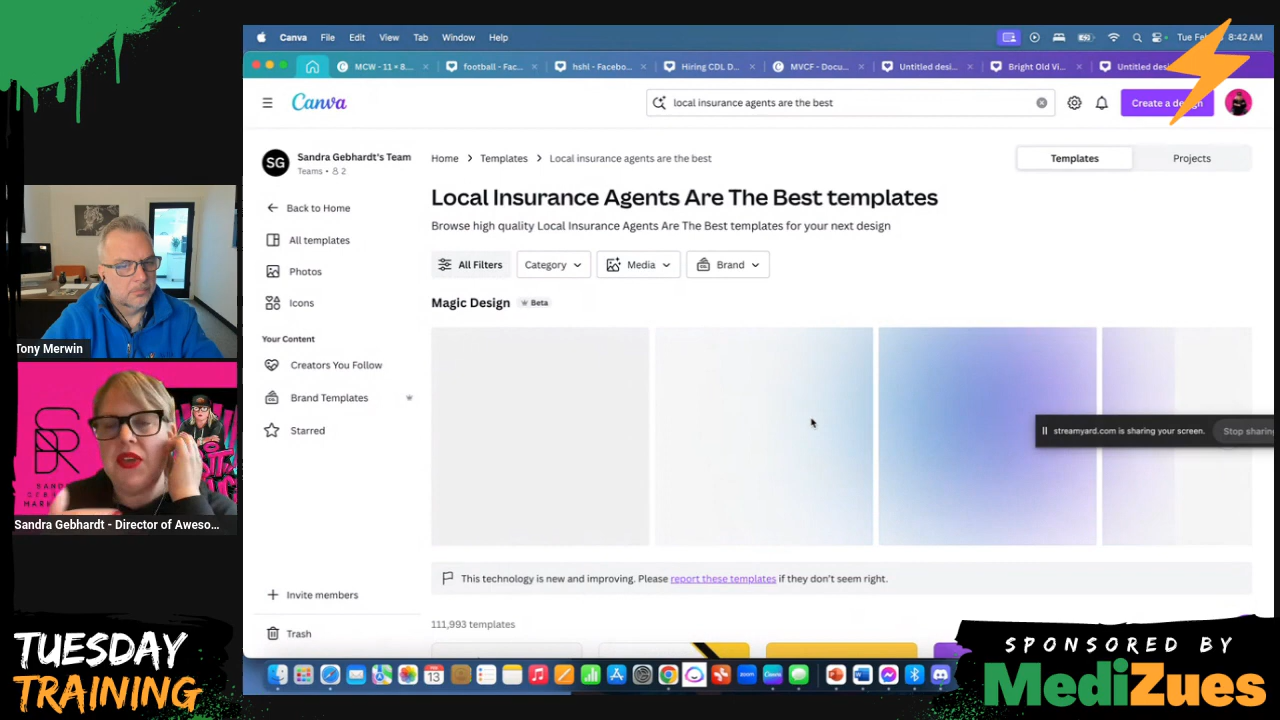 Canva File Edit View Tab Window Help
8:42 AM
MCW - 11 × 8...
football - Fac...
hshl - Facebo...
Hiring CDL D...
MVCF - Docu...
Untitled desi...
Bright Old Vi...
Canva
local insurance agents are the best
SG
Sandra Gebhardt's Team
Teams • 2
Back to Home
All templates
Photos
Icons
Your Content
Creators You Follow
Brand Templates
Starred
Invite members
Trash
Home > Templates > Local insurance agents are the best
Templates
Projects
Local Insurance Agents Are The Best templates
Browse high quality Local Insurance Agents Are The Best templates for your next design
All Filters
Category
Media
Brand
Magic Design
Beta
streamyard.com is sharing your screen.
This technology is new and improving. Please report these templates if they don't seem right.
111,993 templates
Tony Merwin
Sandra Gebhardt - Director of Aweso...
TUESDAY
TRAINING
SPONSORED BY
MediZues